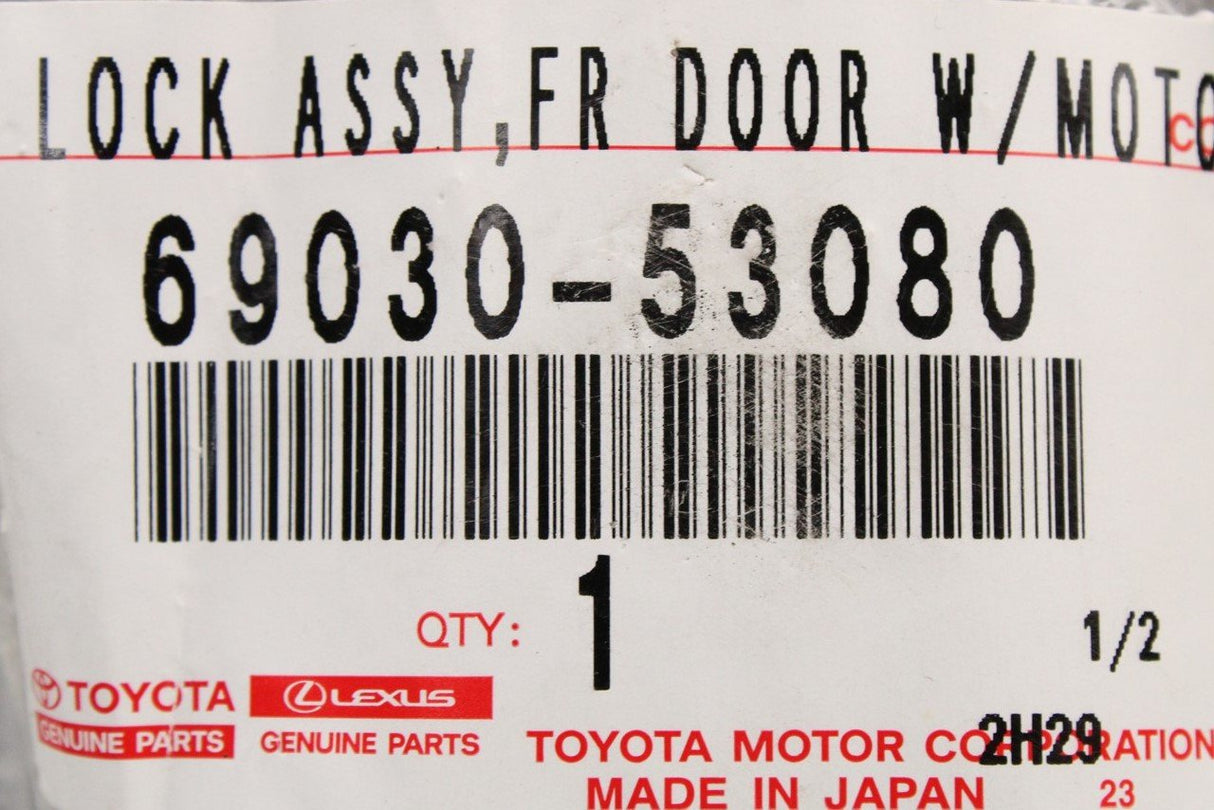 LOCK ASSY,FR DOOR W/MOTO
69030-53080
QTY: 1
1/2
TOYOTA
GENUINE PARTS
LEXUS
GENUINE PARTS
2H29
TOYOTA MOTOR CORPORATION
MADE IN JAPAN 23